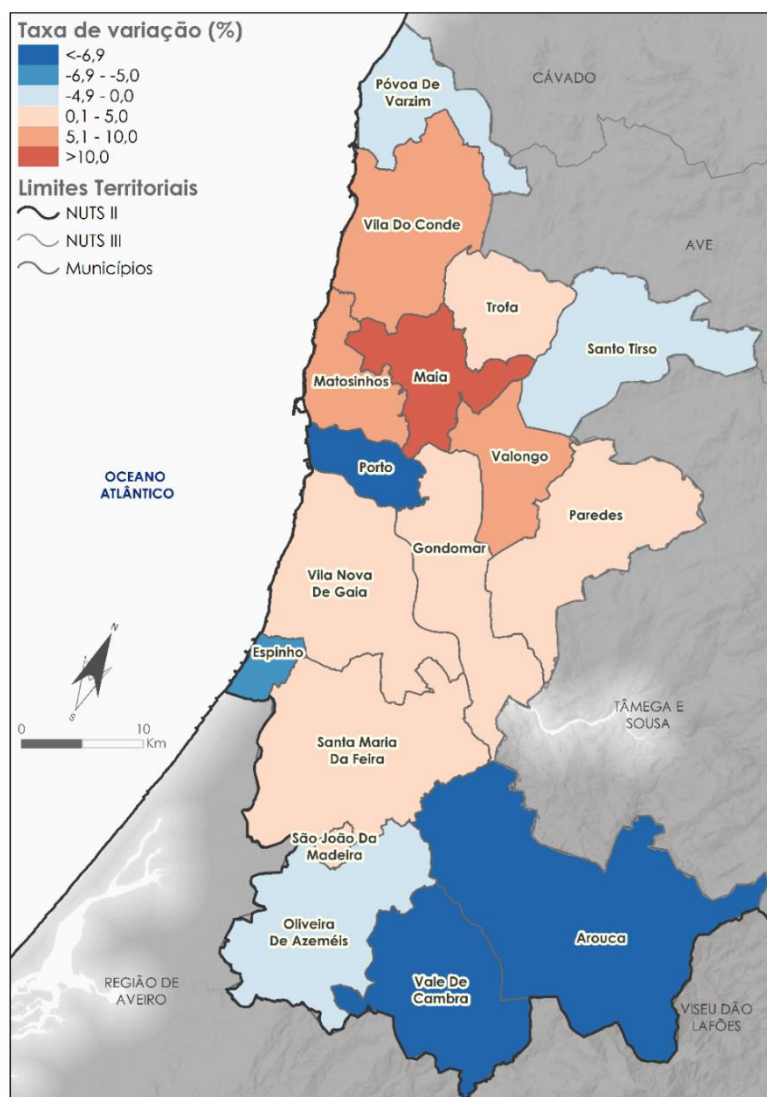 Taxa de variação (%)
<-6,9
-6,9 - -5,0
-4,9 - 0,0
0,1 - 5,0
5,1 - 10,0
>10,0
Limites Territoriais
NUTS II
NUTS III
Municípios
CÁVADO
Póvoa De
Varzim
Vila Do Conde
AVE
Trofa
Santo Tirso
Maia
Matosinhos
Valongo
Porto
OCEANO
ATLÂNTICO
Paredes
Gondomar
Vila Nova
De Gaia
N
S
Espinho
0 10
Km
TÂMEGA E
SOUSA
Santa Maria
Da Feira
São João Da
Madeira
Oliveira
De Azeméis
Arouca
Vale De
Cambra
REGIÃO DE
AVEIRO
VISEU DÃO
LAFÕES